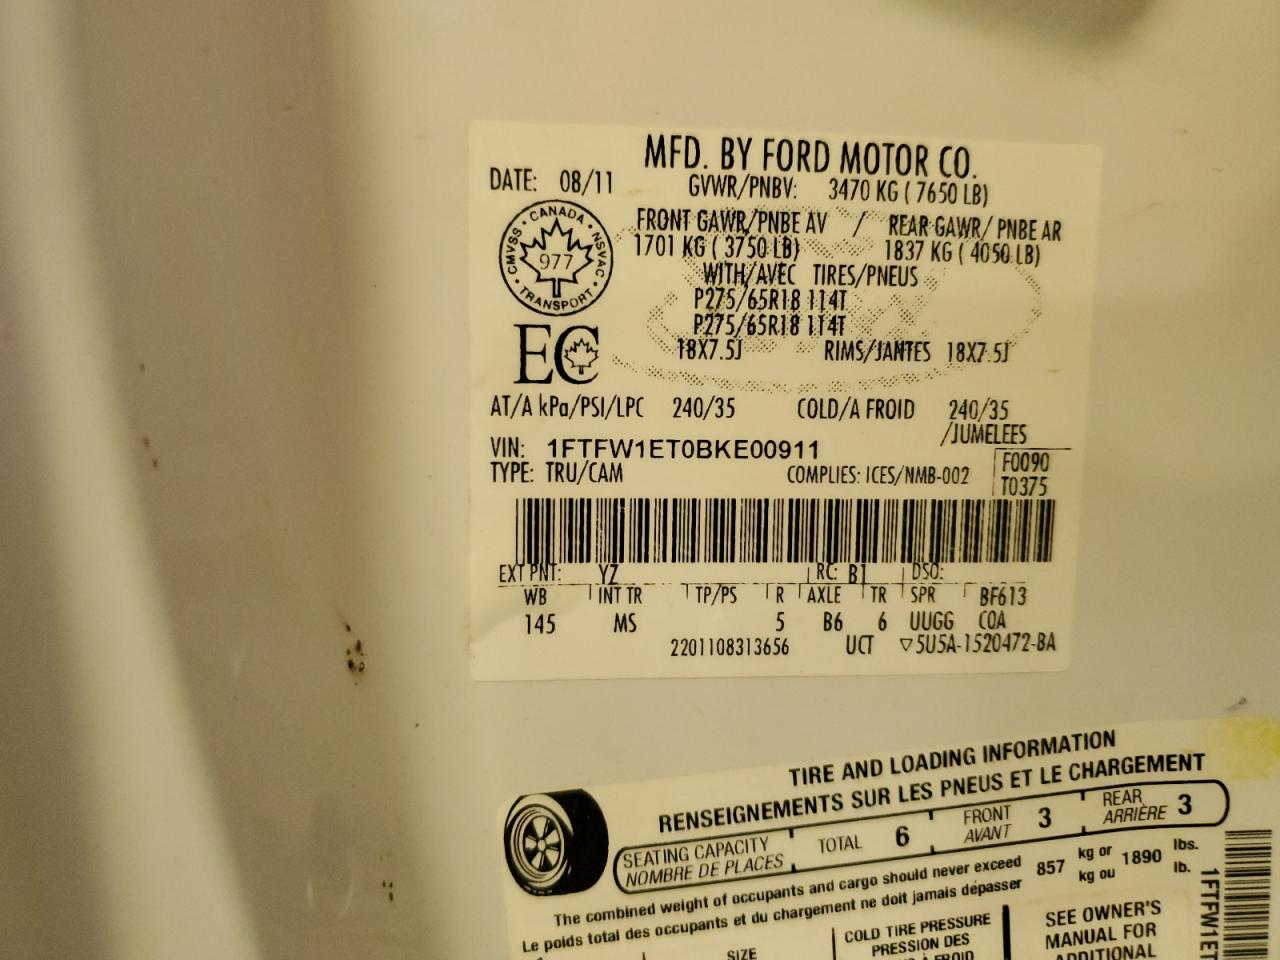 MFD. BY FORD MOTOR CO.
DATE: 08/11 GVWR/PNBV: 3470 KG ( 7650 LB)
FRONT GAWR/PNBE AV / REAR GAWR/ PNBE AR
1701 KG ( 3750 LB) 1837 KG ( 4050 LB)
WITH/AVEC TIRES/PNEUS
P275/65R18 114T
P275/65R18 114T
18X7.5J RIMS/JANTES 18X7.5J
CANADA
CMVSS · NSVAC
977
TRANSPORT
EC
AT/A kPa/PSI/LPC 240/35 COLD/A FROID 240/35
/JUMELEES
VIN: 1FTFW1ET0BKE00911
F0090
TYPE: TRU/CAM COMPLIES: ICES/NMB-002
T0375
EXT PNT: YZ RC: B1 DSO:
WB INT TR TP/PS R AXLE TR SPR BF613
145 MS 5 B6 6 UUGG COA
2201108313656 UCT ▽5U5A-1520472-BA
TIRE AND LOADING INFORMATION
RENSEIGNEMENTS SUR LES PNEUS ET LE CHARGEMENT
SEATING CAPACITY TOTAL 6 FRONT 3 REAR 3
NOMBRE DE PLACES AVANT ARRIÈRE
The combined weight of occupants and cargo should never exceed 857 kg or 1890 lbs.
Le poids total des occupants et du chargement ne doit jamais dépasser kg ou lb.
SIZE
COLD TIRE PRESSURE
PRESSION DES
FROID
SEE OWNER'S
MANUAL FOR
ADDITIONAL
1FTFW1ET